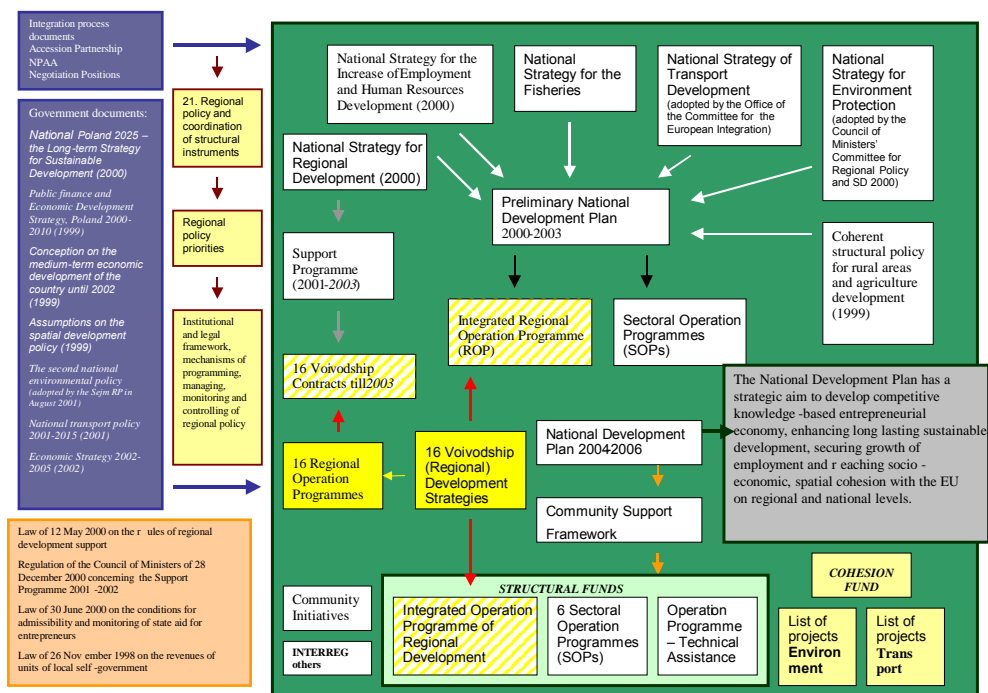 Integration process
documents
Accession Partnership
NPAA
Negotiation Positions
Government documents:
National Poland 2025 –
the Long-term Strategy
for Sustainable
Development (2000)
Public finance and
Economic Development
Strategy, Poland 2000-
2010 (1999)
Conception on the
medium-term economic
development of the
country until 2002
(1999)
Assumptions on the
spatial development
policy (1999)
The second national
environmental policy
(adopted by the Sejm RP in
August 2001)
National transport policy
2001-2015 (2001)
Economic Strategy 2002-
2005 (2002)
Law of 12 May 2000 on the r ules of regional
development support
Regulation of the Council of Ministers of 28
December 2000 concerning the Support
Programme 2001 -2002
Law of 30 June 2000 on the conditions for
admissibility and monitoring of state aid for
entrepreneurs
Law of 26 Nov ember 1998 on the revenues of
units of local self -government
21. Regional
policy and
coordination
of structural
instruments
Regional
policy
priorities
Institutional
and legal
framework,
mechanisms of
programming,
managing,
monitoring and
controlling of
regional policy
National Strategy for the
Increase of Employment
and Human Resources
Development (2000)
National
Strategy for the
Fisheries
National Strategy of
Transport
Development
(adopted by the Office of
the Committee for the
European Integration)
National
Strategy for
Environment
Protection
(adopted by the
Council of
Ministers'
Committee for
Regional Policy
and SD 2000)
National Strategy for
Regional
Development (2000)
Preliminary National
Development Plan
2000-2003
Support
Programme
(2001-2003)
Coherent
structural policy
for rural areas
and agriculture
development
(1999)
Integrated Regional
Operation Programme
(ROP)
Sectoral Operation
Programmes
(SOPs)
16 Voivodship
Contracts till 2003
The National Development Plan has a
strategic aim to develop competitive
knowledge -based entrepreneurial
economy, enhancing long lasting sustainable
development, securing growth of
employment and r eaching socio -
economic, spatial cohesion with the EU
on regional and national levels.
16 Regional
Operation
Programmes
16 Voivodship
(Regional)
Development
Strategies
National Development
Plan 2004-2006
Community Support
Framework
Community
Initiatives
INTERREG
others
STRUCTURAL FUNDS
Integrated Operation
Programme of
Regional
Development
6 Sectoral
Operation
Programmes
(SOPs)
Operation
Programme
– Technical
Assistance
COHESION
FUND
List of
projects
Environ
ment
List of
projects
Trans
port